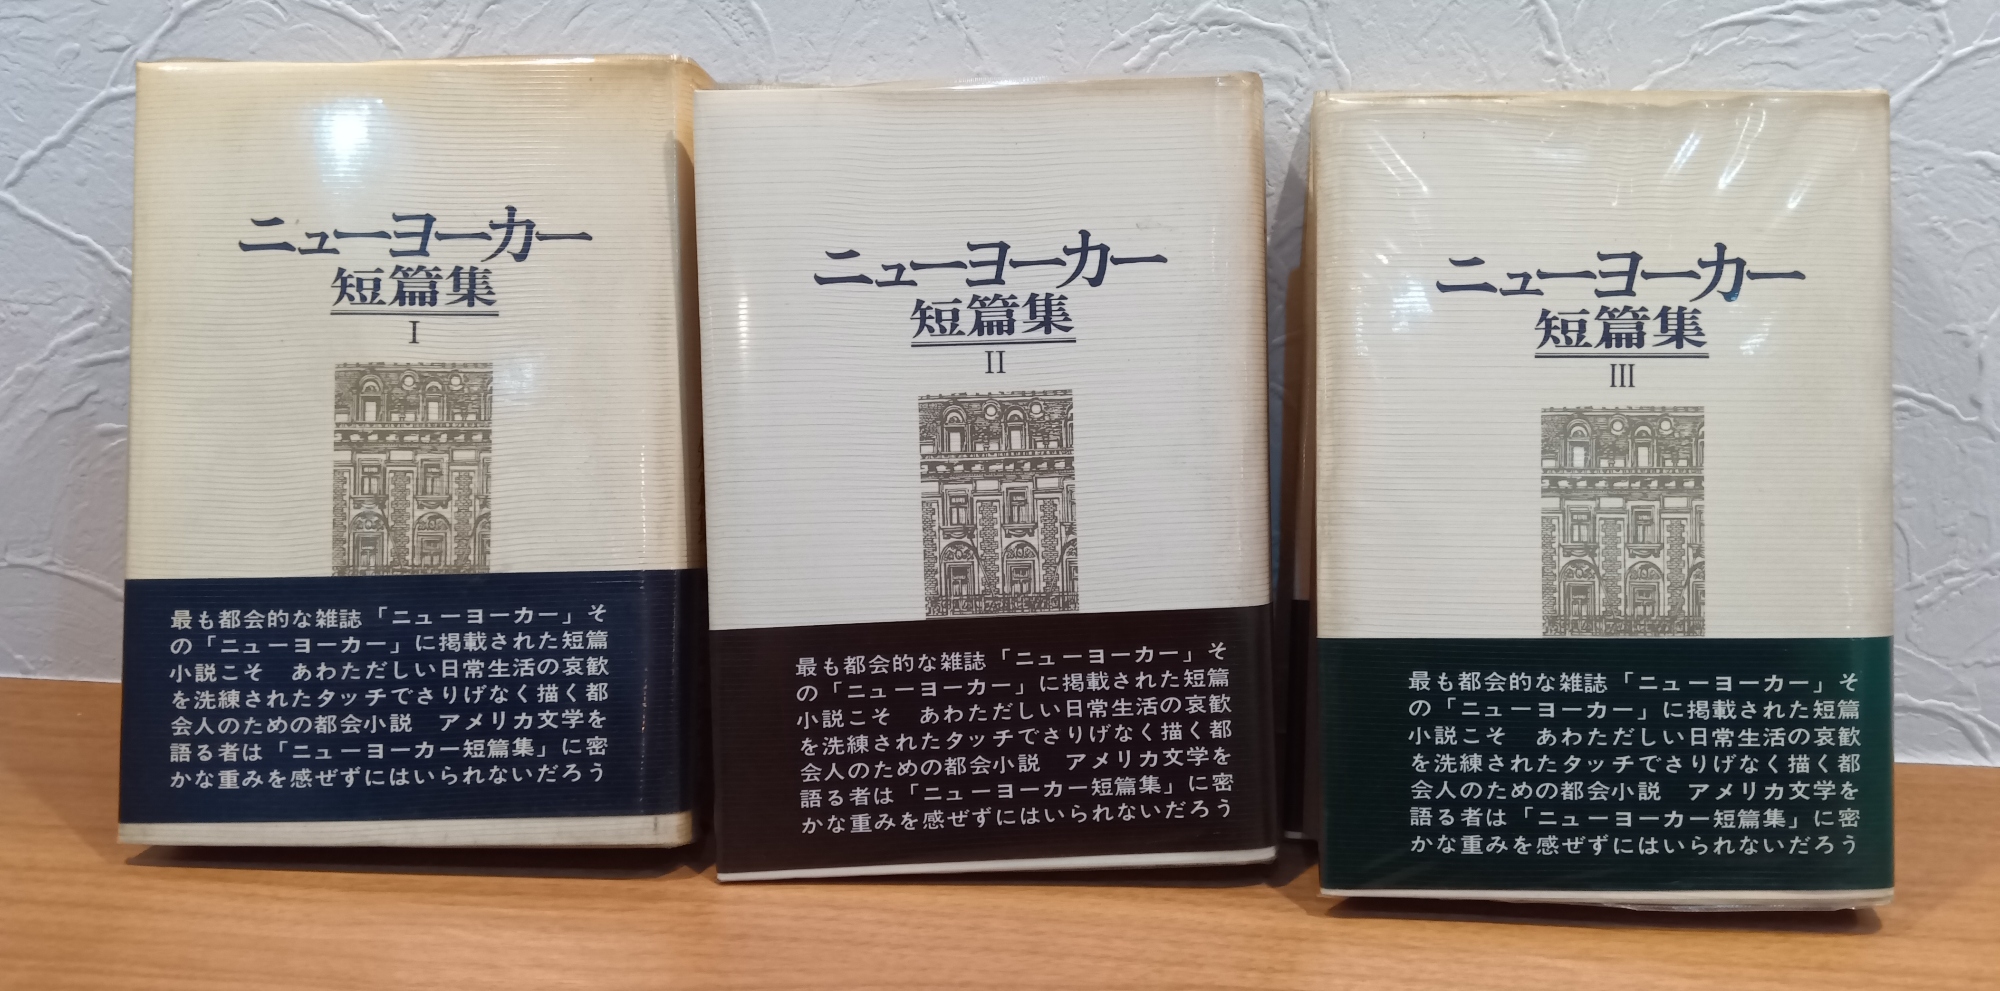 ニューヨーカー
短篇集
I
最も都会的な雑誌「ニューヨーカー」そ
の「ニューヨーカー」に掲載された短篇
小説こそ　あわただしい日常生活の哀歓
を洗練されたタッチでさりげなく描く都
会人のための都会小説　アメリカ文学を
語る者は「ニューヨーカー短篇集」に密
かな重みを感ぜずにはいられないだろう
ニューヨーカー
短篇集
II
最も都会的な雑誌「ニューヨーカー」そ
の「ニューヨーカー」に掲載された短篇
小説こそ　あわただしい日常生活の哀歓
を洗練されたタッチでさりげなく描く都
会人のための都会小説　アメリカ文学を
語る者は「ニューヨーカー短篇集」に密
かな重みを感ぜずにはいられないだろう
ニューヨーカー
短篇集
III
最も都会的な雑誌「ニューヨーカー」そ
の「ニューヨーカー」に掲載された短篇
小説こそ　あわただしい日常生活の哀歓
を洗練されたタッチでさりげなく描く都
会人のための都会小説　アメリカ文学を
語る者は「ニューヨーカー短篇集」に密
かな重みを感ぜずにはいられないだろう